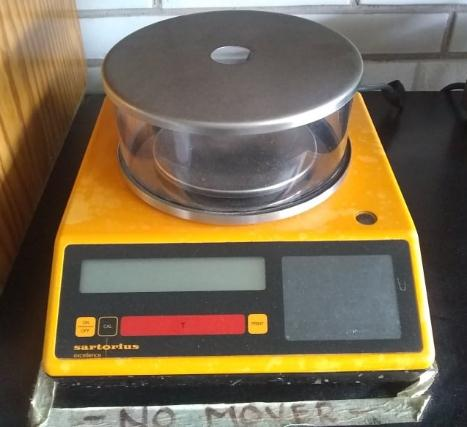 ON
OFF
CAL
T
PRINT
sartorius
excellence
- NO MOVER -